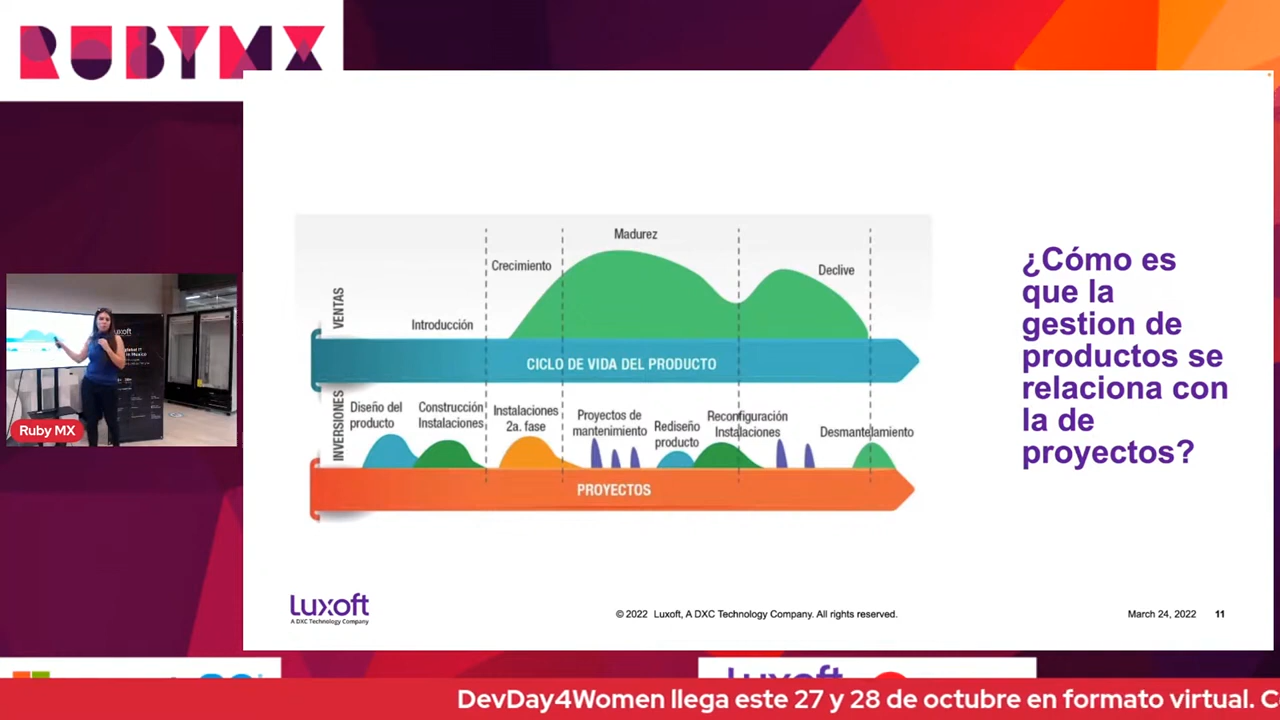 RUBYMX
Madurez
Crecimiento
Declive
VENTAS
Introducción
CICLO DE VIDA DEL PRODUCTO
INVERSIONES
Diseño del
producto
Construcción
Instalaciones
Instalaciones
2a. fase
Proyectos de
mantenimiento
Rediseño
producto
Reconfiguración
Instalaciones
Desmantelamiento
PROYECTOS
¿Cómo es
que la
gestion de
productos se
relaciona con
la de
proyectos?
Ruby MX
Luxoft
A DXC Technology Company
© 2022 Luxoft, A DXC Technology Company. All rights reserved.
March 24, 2022 11
Luxoft
DevDay4Women llega este 27 y 28 de octubre en formato virtual. C